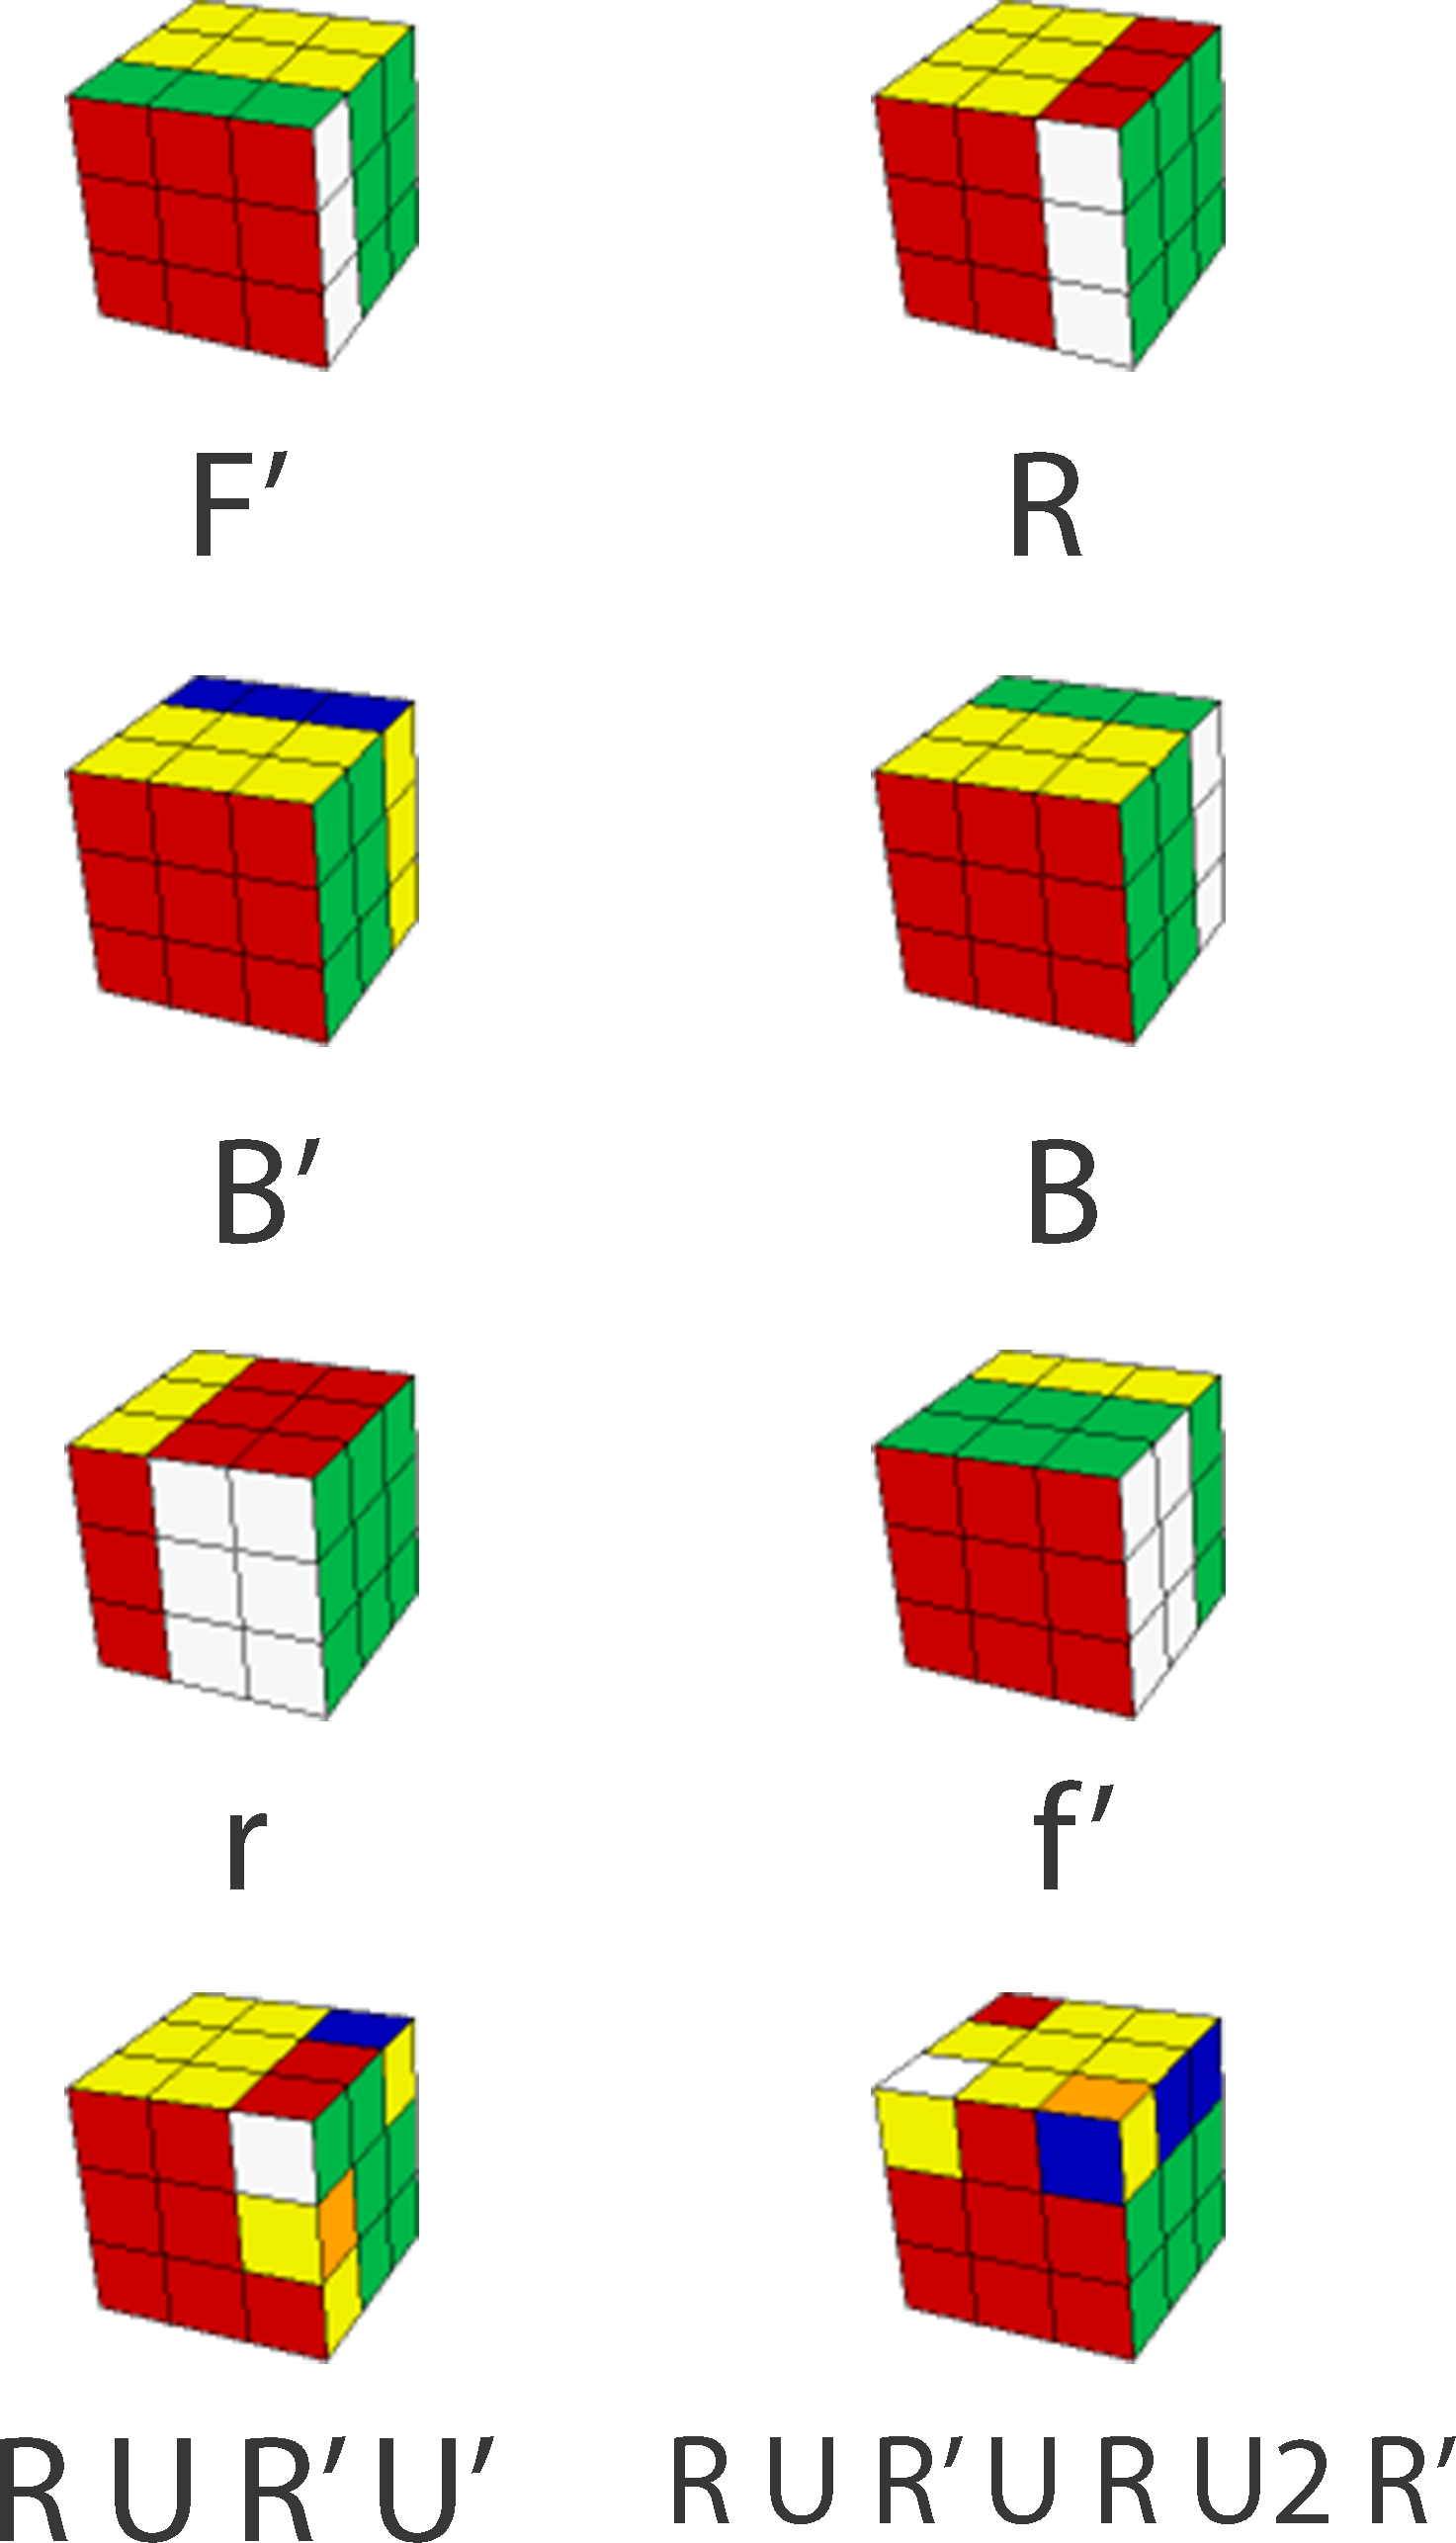 F’ R
B’ B
r f’
R U R’ U’ R U R’ U R U2 R’